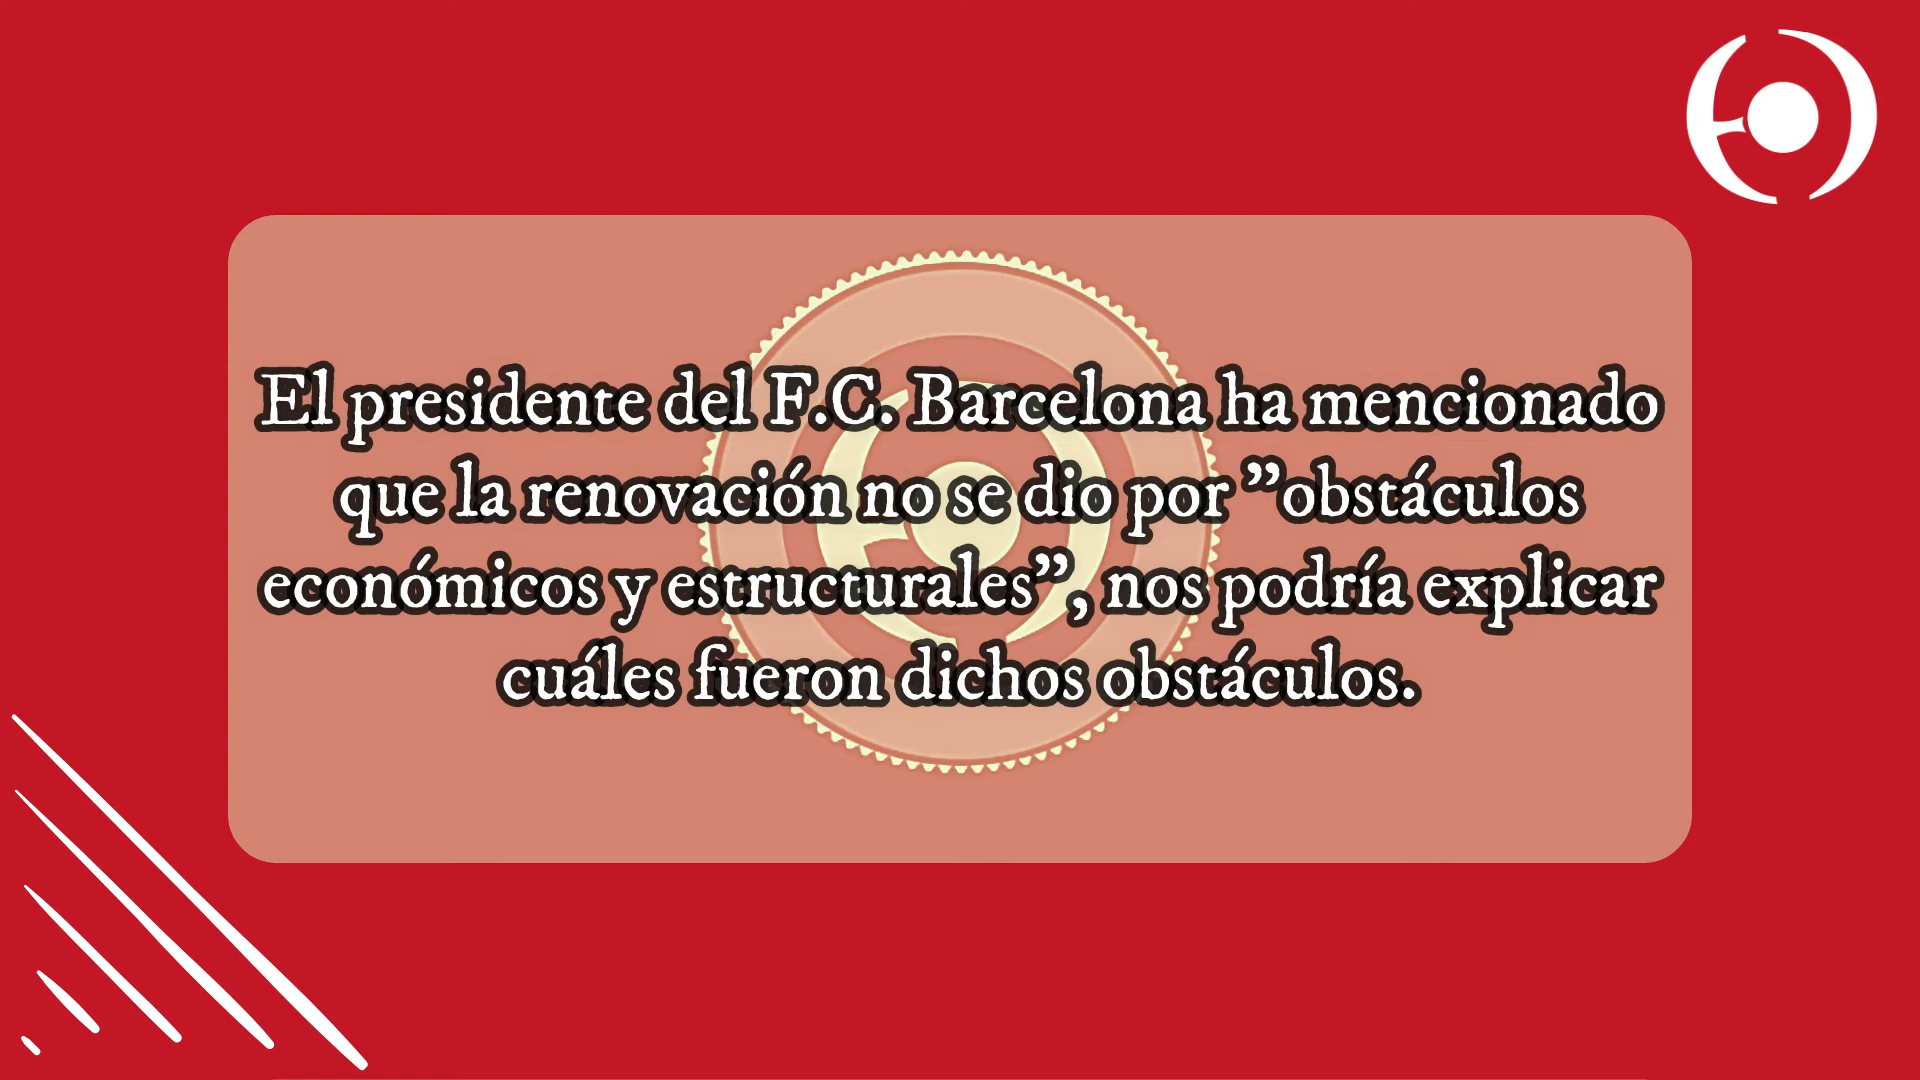 El presidente del F.C. Barcelona ha mencionado
que la renovación no se dio por ”obstáculos
económicos y estructurales”, nos podría explicar
cuáles fueron dichos obstáculos.